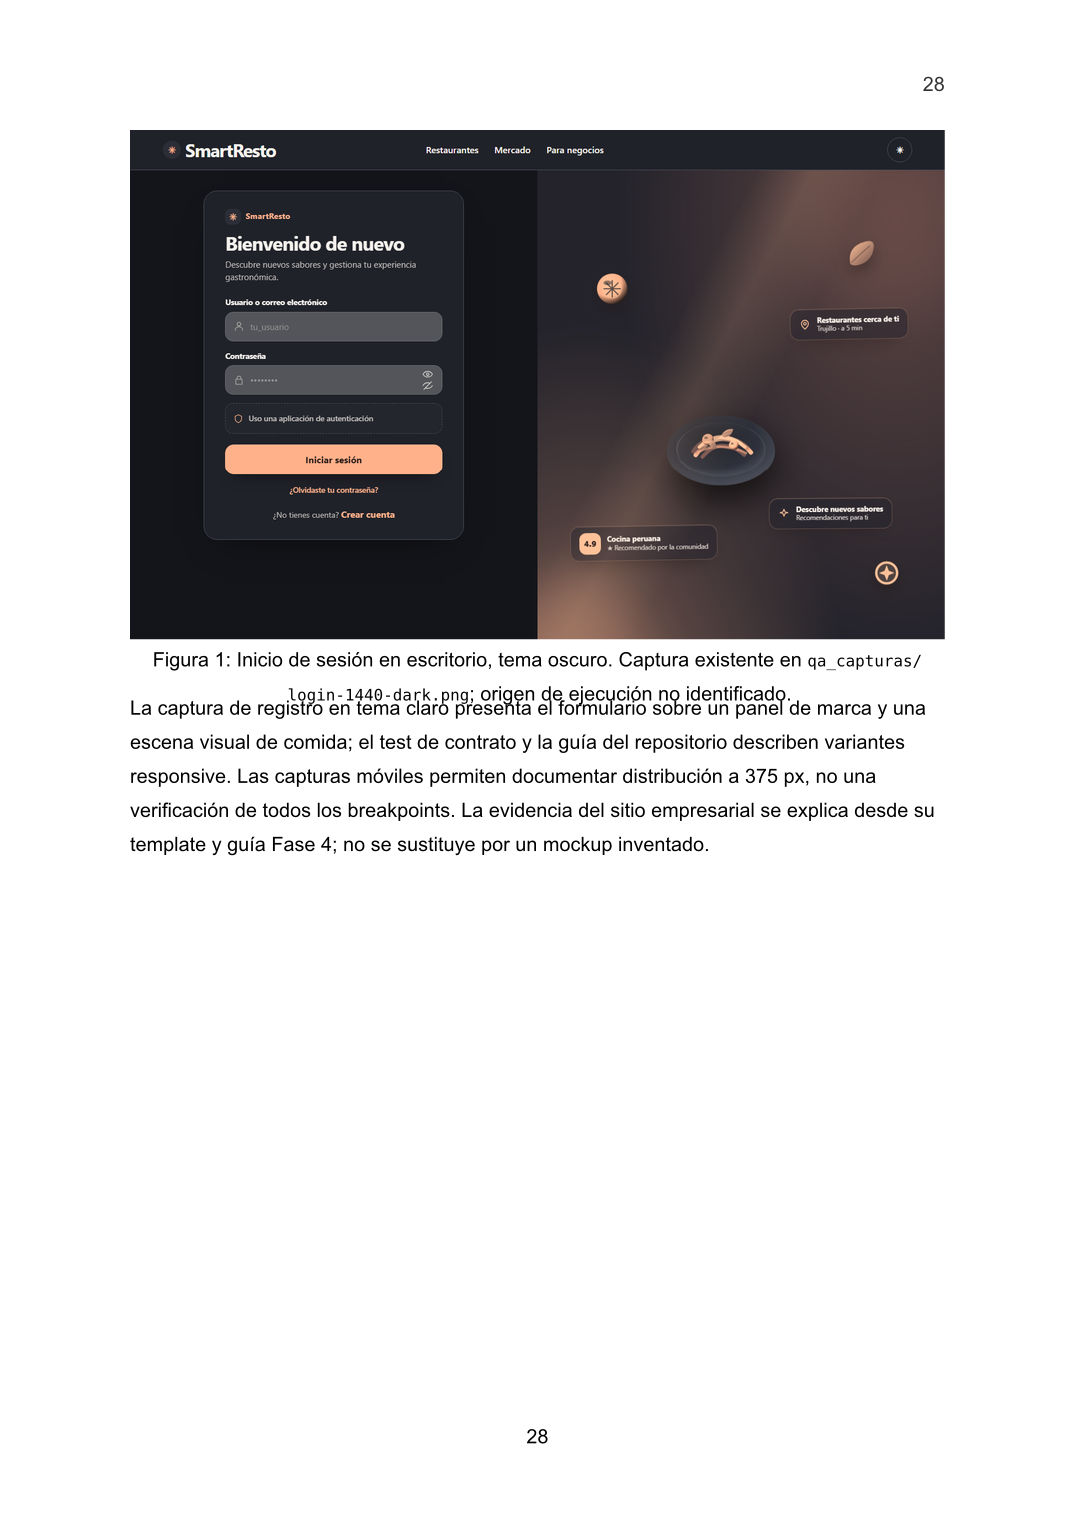 28
SmartResto
Restaurantes Mercado Para negocios
SmartResto
Bienvenido de nuevo
Descubre nuevos sabores y gestiona tu experiencia
gastronómica.
Usuario o correo electrónico
tu_usuario
Contraseña
••••••••
Uso una aplicación de autenticación
Iniciar sesión
¿Olvidaste tu contraseña?
¿No tienes cuenta? Crear cuenta
Restaurantes cerca de ti
Trujillo · a 5 min
Descubre nuevos sabores
Recomendaciones para ti
4.9
Cocina peruana
★ Recomendado por la comunidad
Figura 1: Inicio de sesión en escritorio, tema oscuro. Captura existente en qa_capturas/
login-1440-dark.png; origen de ejecución no identificado.
La captura de registro en tema claro presenta el formulario sobre un panel de marca y una
escena visual de comida; el test de contrato y la guía del repositorio describen variantes
responsive. Las capturas móviles permiten documentar distribución a 375 px, no una
verificación de todos los breakpoints. La evidencia del sitio empresarial se explica desde su
template y guía Fase 4; no se sustituye por un mockup inventado.
28